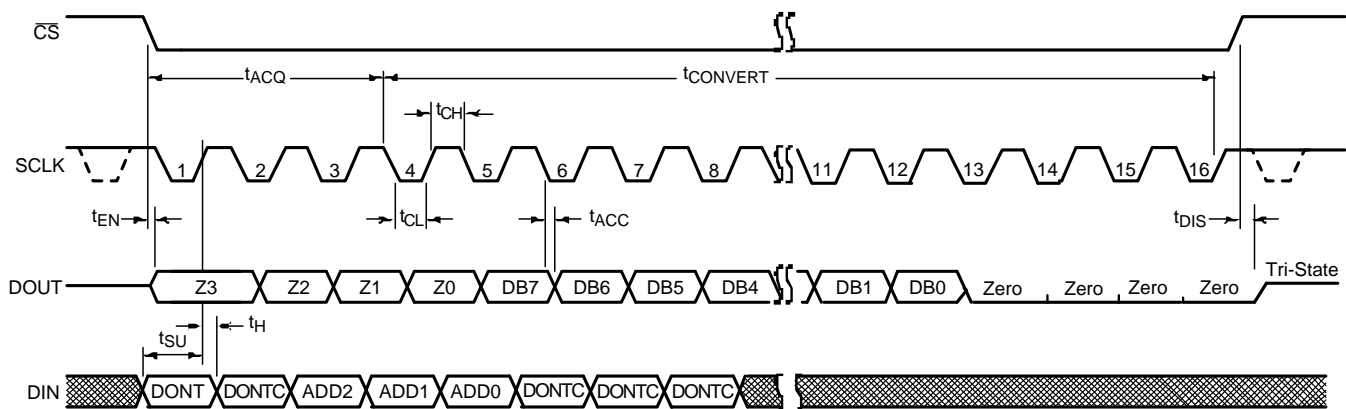 CS
tACQ
tCONVERT
tCH
SCLK
1 2 3 4 5 6 7 8 11 12 13 14 15 16
tEN
tCL
tACC
tDIS
DOUT
Z3 Z2 Z1 Z0 DB7 DB6 DB5 DB4 DB1 DB0 Zero Zero Zero Zero
Tri-State
tSU
tH
DIN
DONT DONTC ADD2 ADD1 ADD0 DONTC DONTC DONTC